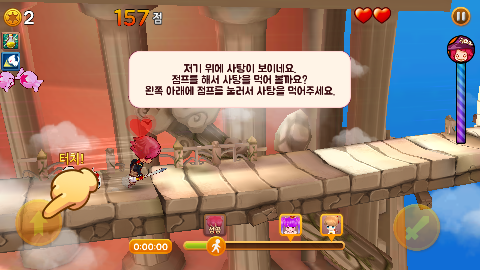 2
157 점
저기 위에 사탕이 보이네요.
점프를 해서 사탕을 먹어 볼까요?
왼쪽 아래에 점프를 눌러서 사탕을 먹어주세요.
터치!
성공
0:00:00